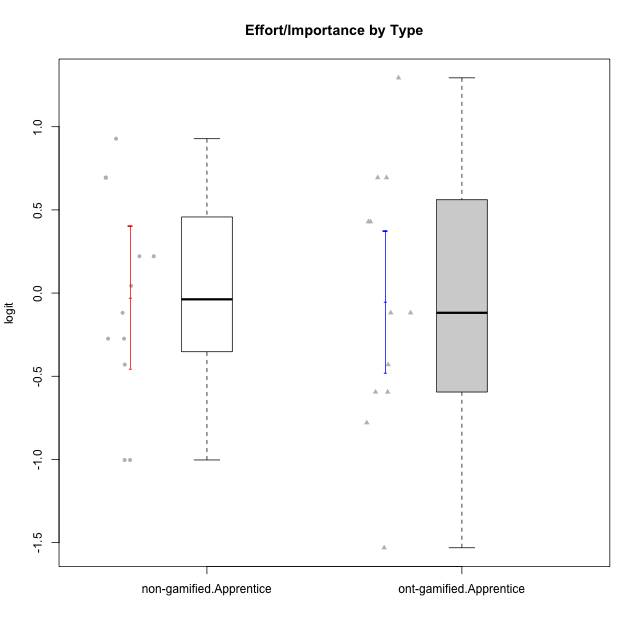 Effort/Importance by Type
logit
1.0
0.5
0.0
-0.5
-1.0
-1.5
non-gamified.Apprentice
ont-gamified.Apprentice